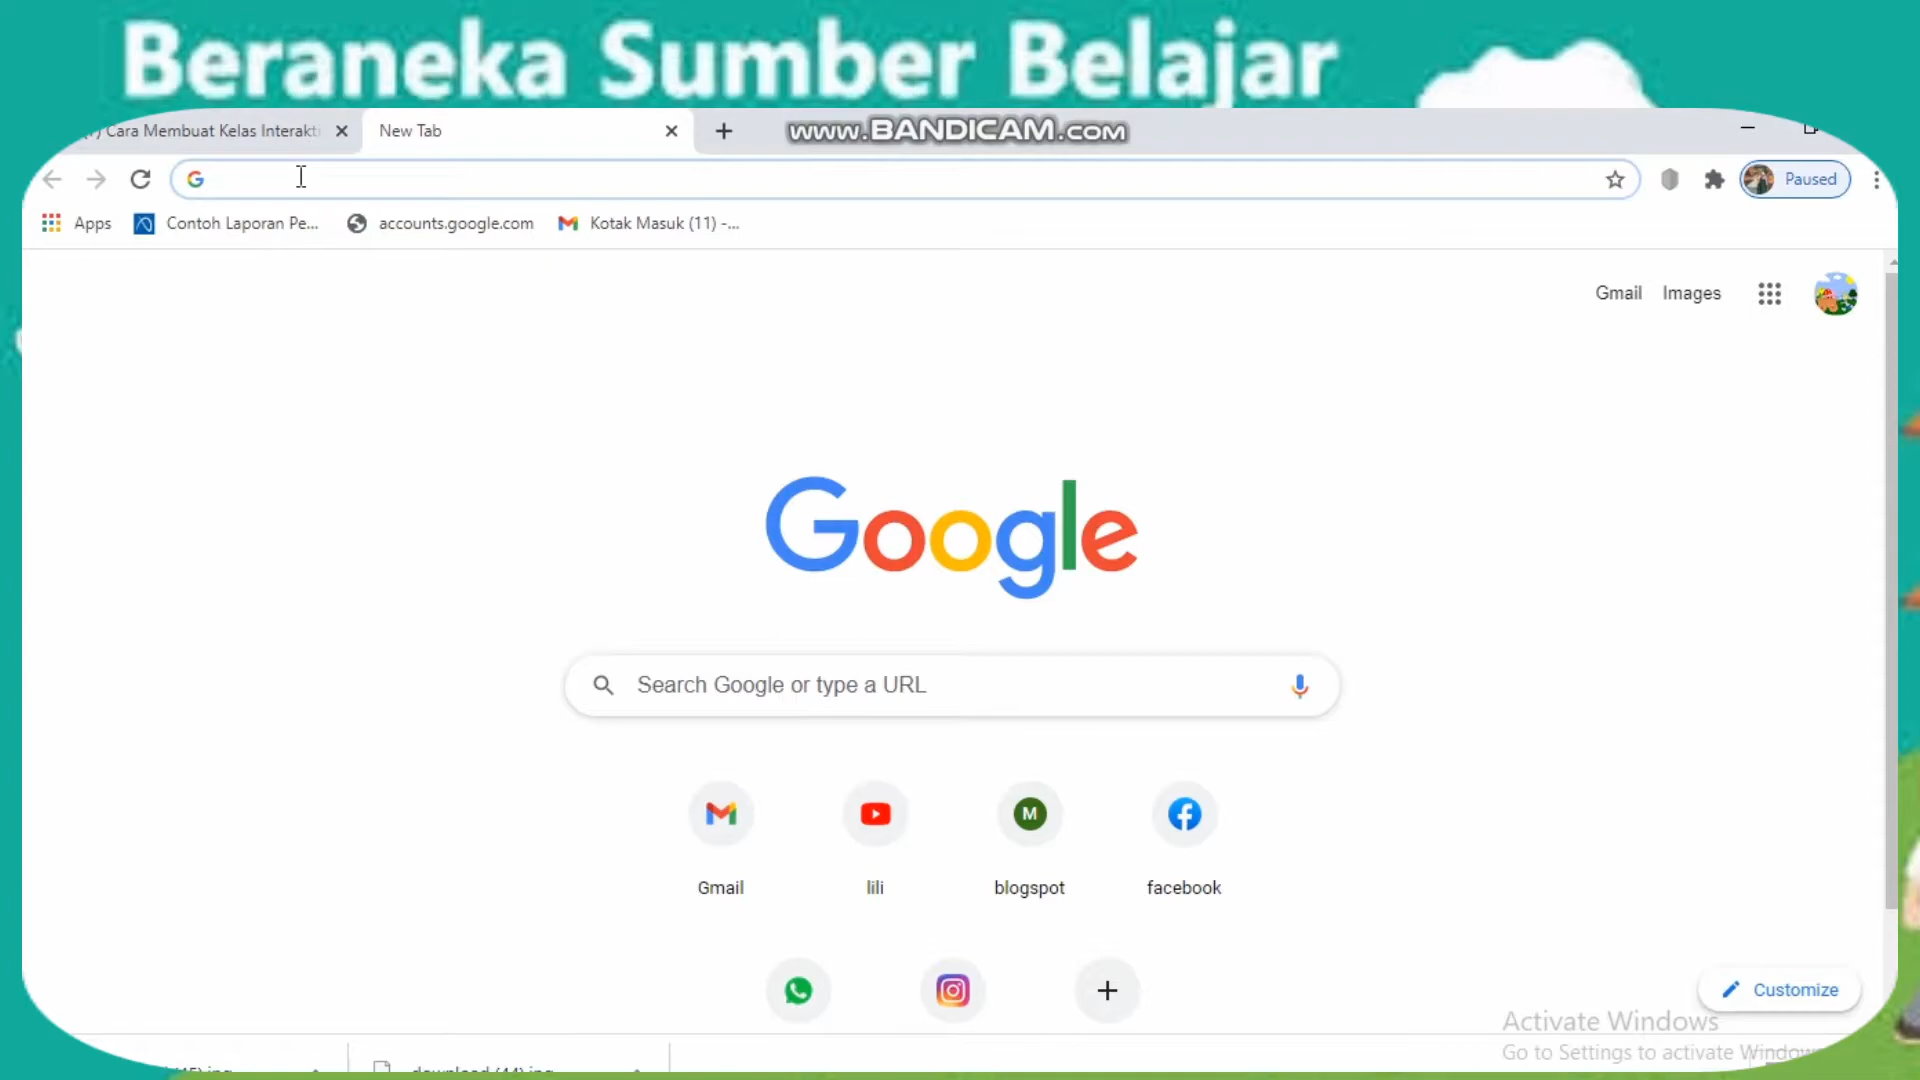 Beraneka Sumber Belajar
Cara Membuat Kelas Interakti
New Tab
www.BANDICAM.com
Paused
Apps
Contoh Laporan Pe...
accounts.google.com
Kotak Masuk (11) -...
Gmail
Images
Google
Search Google or type a URL
M
Gmail
lili
blogspot
facebook
Customize
Activate Windows
Go to Settings to activate Windows
download (44).jpg